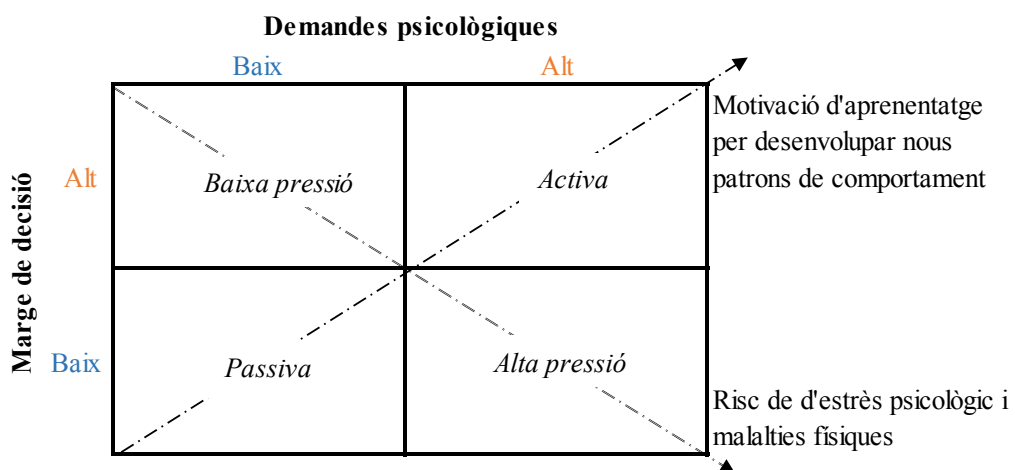 Demandes psicològiques
Baix
Alt
Motivació d'aprenentatge
per desenvolupar nous
patrons de comportament
Marge de decisió
Alt
Baixa pressió
Activa
Baix
Passiva
Alta pressió
Risc de d'estrès psicològic i
malalties físiques